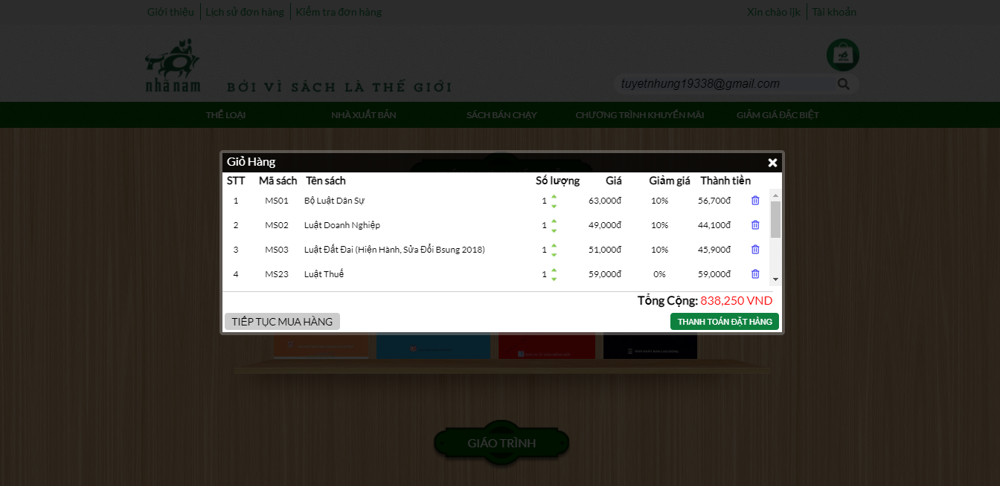 Giới thiệu Lịch sử đơn hàng Kiểm tra đơn hàng Xin chào ijk Tài khoản
nhã nam BỞI VÌ SÁCH LÀ THẾ GIỚI
tuyetnhung19338@gmail.com
THỂ LOẠI NHÀ XUẤT BẢN SÁCH BÁN CHẠY CHƯƠNG TRÌNH KHUYẾN MÃI GIẢM GIÁ ĐẶC BIỆT
Giỏ Hàng
STT Mã sách Tên sách Số lượng Giá Giảm giá Thành tiền
1 MS01 Bộ Luật Dân Sự 1 63,000đ 10% 56,700đ
2 MS02 Luật Doanh Nghiệp 1 49,000đ 10% 44,100đ
3 MS03 Luật Đất Đai (Hiện Hành, Sửa Đổi Bsung 2018) 1 51,000đ 10% 45,900đ
4 MS23 Luật Thuế 1 59,000đ 0% 59,000đ
Tổng Cộng: 838,250 VND
TIẾP TỤC MUA HÀNG THANH TOÁN ĐẶT HÀNG
GIÁO TRÌNH